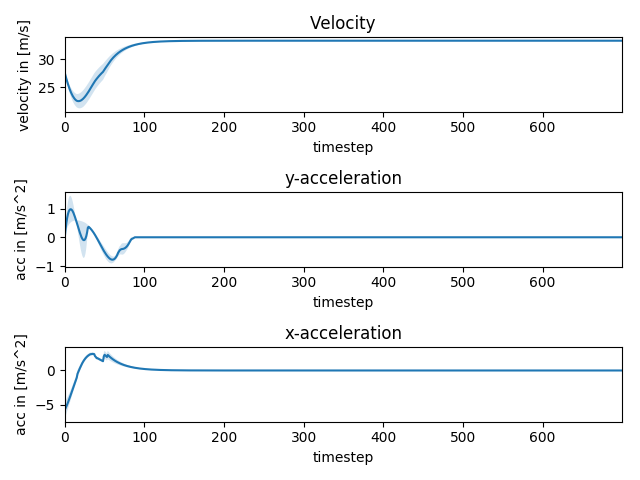 Velocity
velocity in [m/s]
30
25
0 100 200 300 400 500 600
timestep
y-acceleration
acc in [m/s^2]
1
0
−1
0 100 200 300 400 500 600
timestep
x-acceleration
acc in [m/s^2]
0
−5
0 100 200 300 400 500 600
timestep